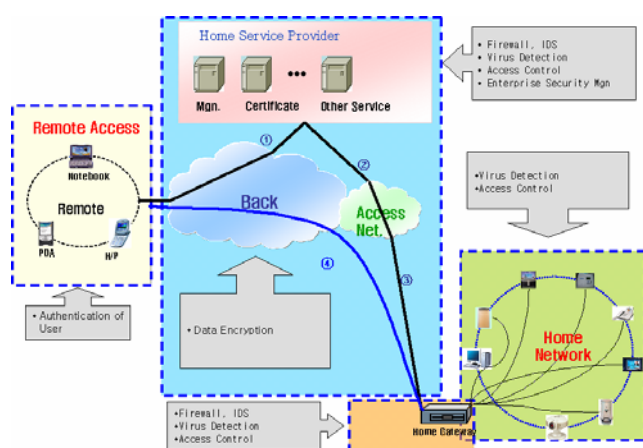 Home Service Provider
Mgn.
Certificate
Other Service
• Firewall, IDS
• Virus Detection
• Access Control
• Enterprise Security Mgn
Remote Access
Notebook
Remote
PDA
H/P
①
②
Back
Access
Net.
③
④
• Virus Detection
• Access Control
• Authentication of
User
• Data Encryption
Home
Network
• Firewall, IDS
• Virus Detection
• Access Control
Home Gateway